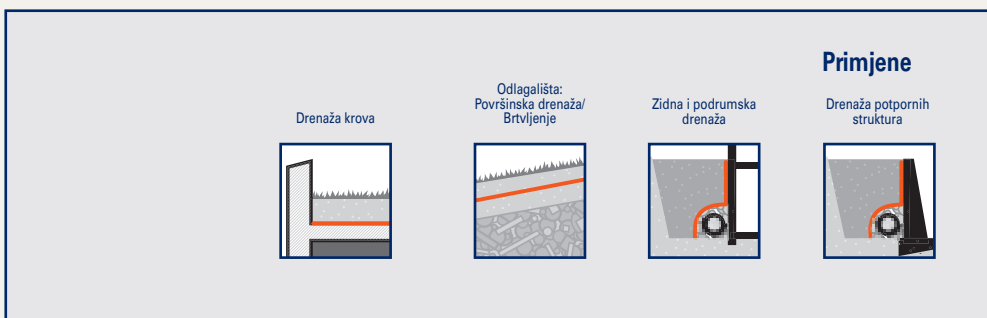 Primjene
Drenaža krova
Odlagališta:
Površinska drenaža/
Brtvljenje
Zidna i podrumska
drenaža
Drenaža potpornih
struktura